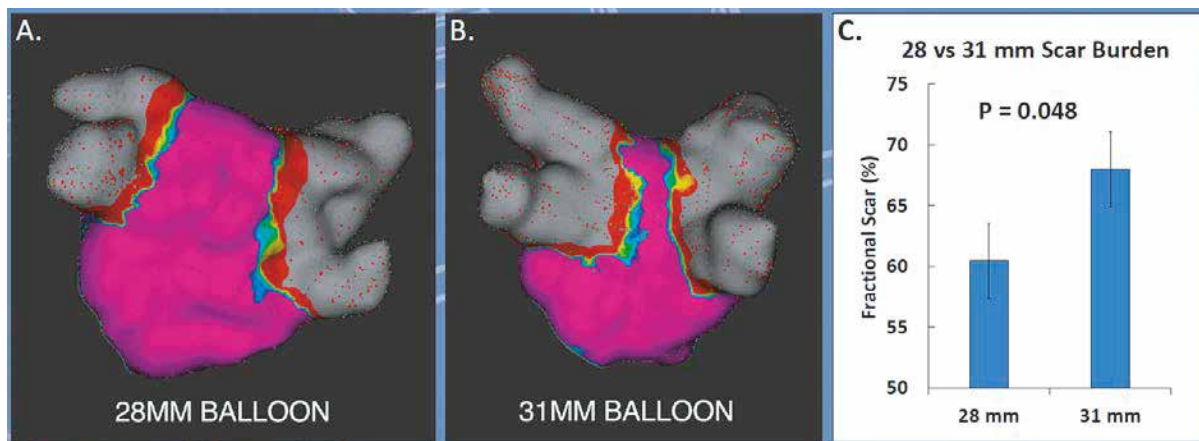 A.
28MM BALLOON
B.
31MM BALLOON
C.
28 vs 31 mm Scar Burden
P = 0.048
Fractional Scar (%)
75
70
65
60
55
50
28 mm
31 mm